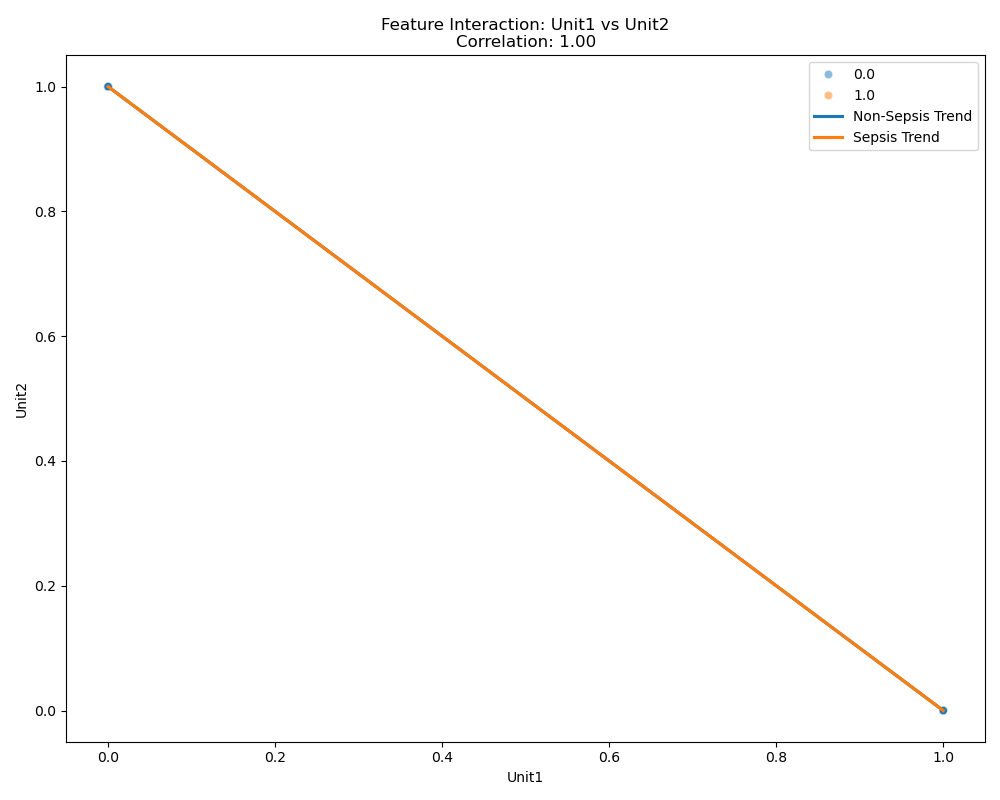 Feature Interaction: Unit1 vs Unit2
Correlation: 1.00
0.0
1.0
Non-Sepsis Trend
Sepsis Trend
1.0
0.8
0.6
0.4
0.2
0.0
Unit2
0.0 0.2 0.4 0.6 0.8 1.0
Unit1